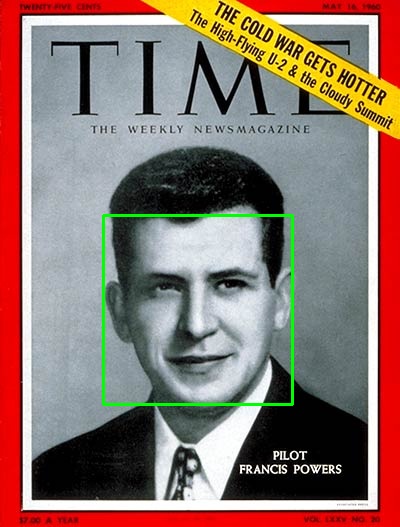 TWENTY-FIVE CENTS
MAY 16, 1960
THE COLD WAR GETS HOTTER
The High-Flying U-2 & the Cloudy Summit
TIME
THE WEEKLY NEWSMAGAZINE
PILOT
FRANCIS POWERS
$7.00 A YEAR
VOL. LXXV NO. 20